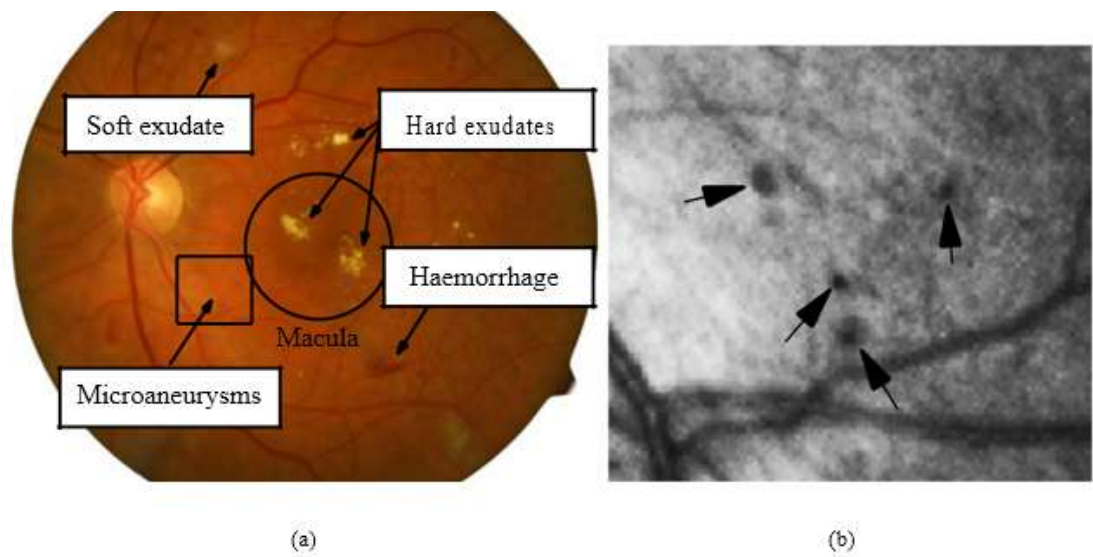 Soft exudate
Hard exudates
Haemorrhage
Macula
Microaneurysms
(a)
(b)